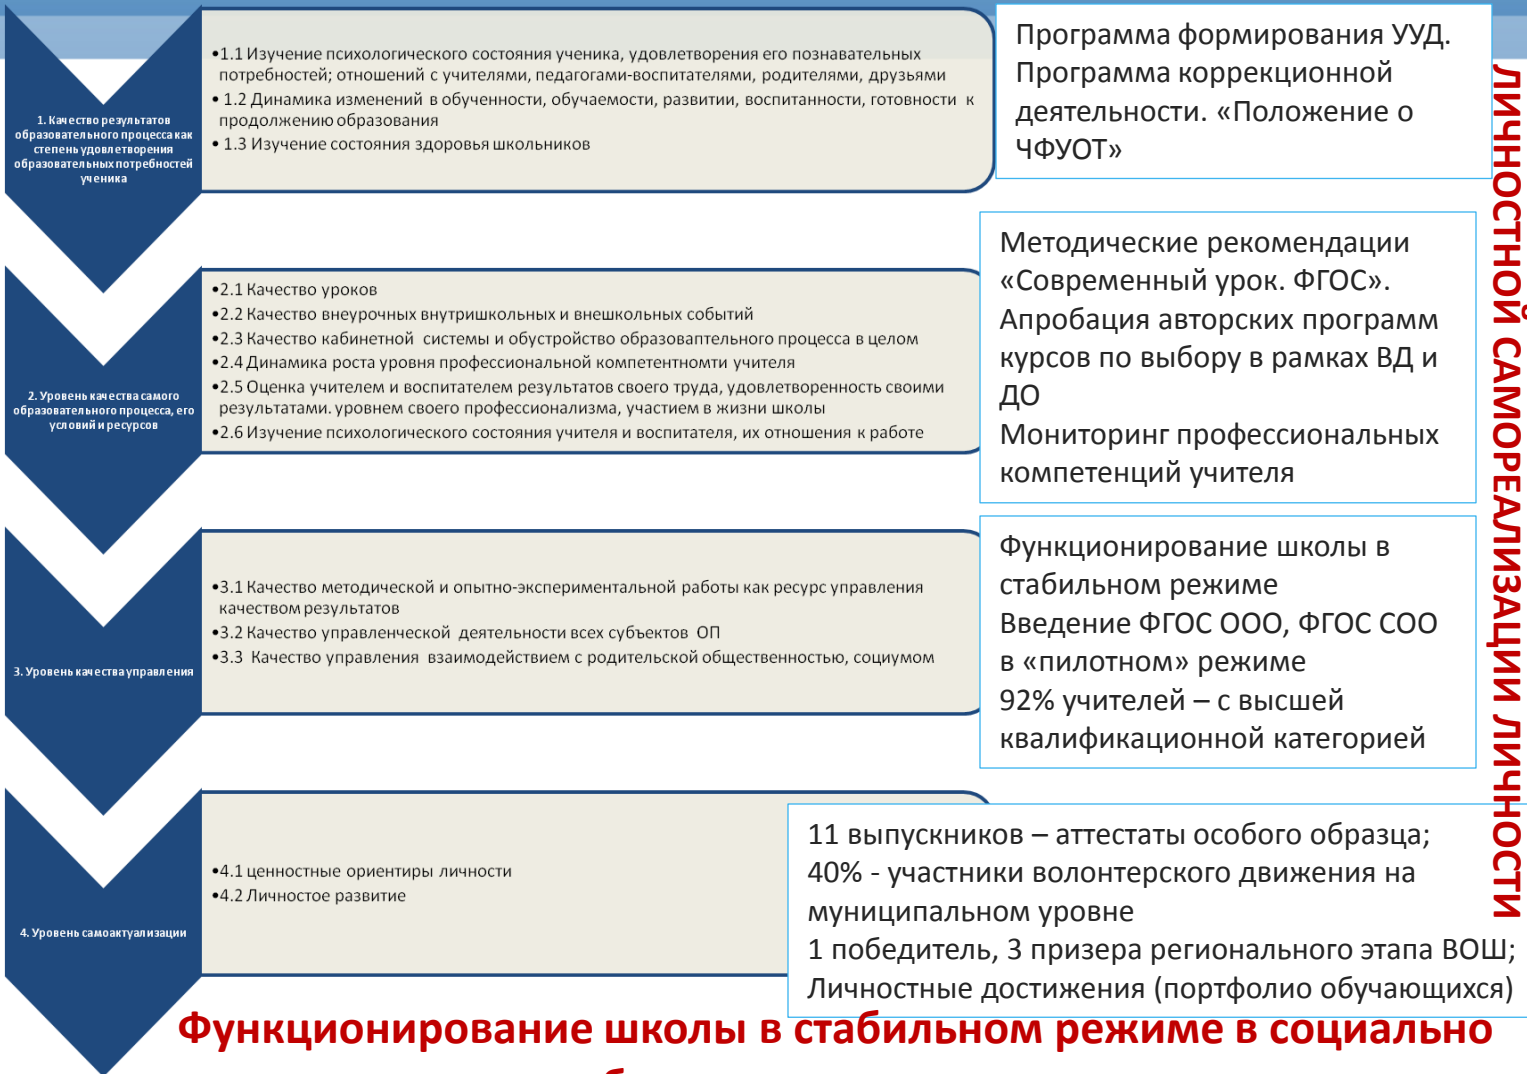 1. Качество результатов
образовательного процесса как
степень удовлетворения
образовательных потребностей
ученика
•1.1 Изучение психологического состояния ученика, удовлетворения его познавательных
потребностей; отношений с учителями, педагогами-воспитателями, родителями, друзьями
• 1.2 Динамика изменений в обученности, обучаемости, развитии, воспитанности, готовности к
продолжению образования
• 1.3 Изучение состояния здоровья школьников
Программа формирования УУД.
Программа коррекционной
деятельности. «Положение о
ЧФУОТ»
2. Уровень качества самого
образовательного процесса, его
условий и ресурсов
•2.1 Качество уроков
•2.2 Качество внеурочных внутришкольных и внешкольных событий
•2.3 Качество кабинетной системы и обустройство образоваптельного процесса в целом
•2.4 Динамика роста уровня профессиональной компетентномти учителя
•2.5 Оценка учителем и воспитателем результатов своего труда, удовлетворенность своими
результатами. уровнем своего профессионализма, участием в жизни школы
•2.6 Изучение психологического состояния учителя и воспитателя, их отношения к работе
Методические рекомендации
«Современный урок. ФГОС».
Апробация авторских программ
курсов по выбору в рамках ВД и
ДО
Мониторинг профессиональных
компетенций учителя
3. Уровень качества управления
•3.1 Качество методической и опытно-экспериментальной работы как ресурс управления
качеством результатов
•3.2 Качество управленческой деятельности всех субъектов ОП
•3.3 Качество управления взаимодействием с родительской общественностью, социумом
Функционирование школы в
стабильном режиме
Введение ФГОС ООО, ФГОС СОО
в «пилотном» режиме
92% учителей – с высшей
квалификационной категорией
4. Уровень самоактуализации
•4.1 ценностные ориентиры личности
•4.2 Личностое развитие
11 выпускников – аттестаты особого образца;
40% - участники волонтерского движения на
муниципальном уровне
1 победитель, 3 призера регионального этапа ВОШ;
Личностные достижения (портфолио обучающихся)
ЛИЧНОСТНОЙ САМОРЕАЛИЗАЦИИ ЛИЧНОСТИ
Функционирование школы в стабильном режиме в социально